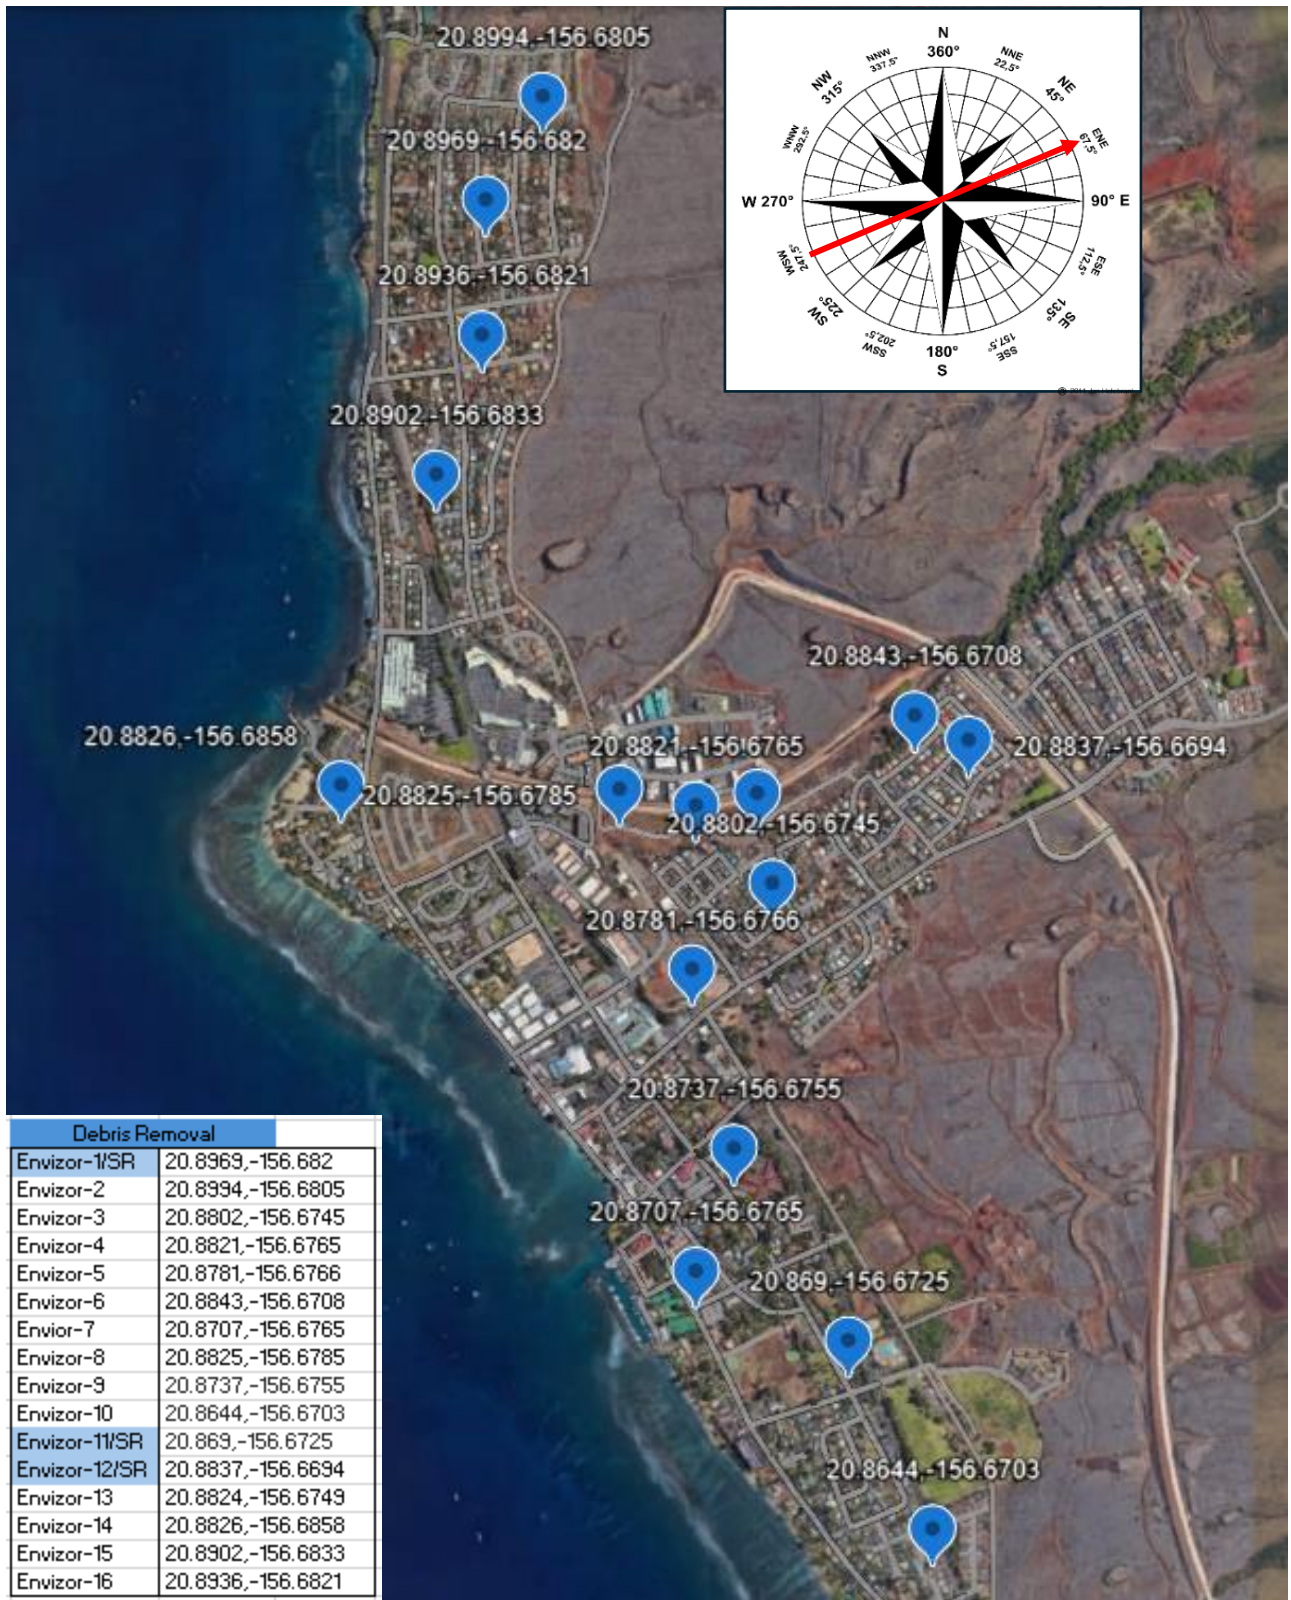 20.8994,-156.6805
20.8969,-156.682
20.8936,-156.6821
20.8902,-156.6833
N
360°
NNW
337,5°
NNE
22,5°
NW
315°
NE
45°
WNW
292,5°
ENE
67,5°
W 270°
90° E
WSW
247,5°
ESE
112,5°
SW
225°
SE
135°
SSW
202,5°
SSE
157,5°
180°
S
20.8843,-156.6708
20.8826,-156.6858
20.8821,-156.6765
20.8837,-156.6694
20.8825,-156.6785
20.8802,-156.6745
20.8781,-156.6766
20.8737,-156.6755
20.8707,-156.6765
20.869,-156.6725
20.8644,-156.6703
Debris Removal
Envizor-1/SR 20.8969,-156.682
Envizor-2 20.8994,-156.6805
Envizor-3 20.8802,-156.6745
Envizor-4 20.8821,-156.6765
Envizor-5 20.8781,-156.6766
Envizor-6 20.8843,-156.6708
Envior-7 20.8707,-156.6765
Envizor-8 20.8825,-156.6785
Envizor-9 20.8737,-156.6755
Envizor-10 20.8644,-156.6703
Envizor-11/SR 20.869,-156.6725
Envizor-12/SR 20.8837,-156.6694
Envizor-13 20.8824,-156.6749
Envizor-14 20.8826,-156.6858
Envizor-15 20.8902,-156.6833
Envizor-16 20.8936,-156.6821